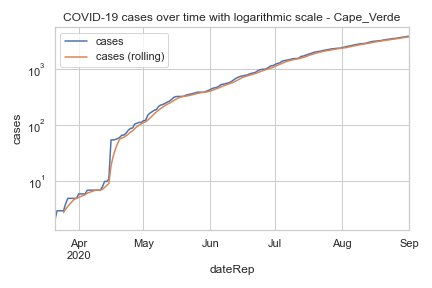 COVID-19 cases over time with logarithmic scale - Cape_Verde
cases
cases (rolling)
10³
10²
10¹
cases
Apr
2020
May
Jun
Jul
Aug
Sep
dateRep